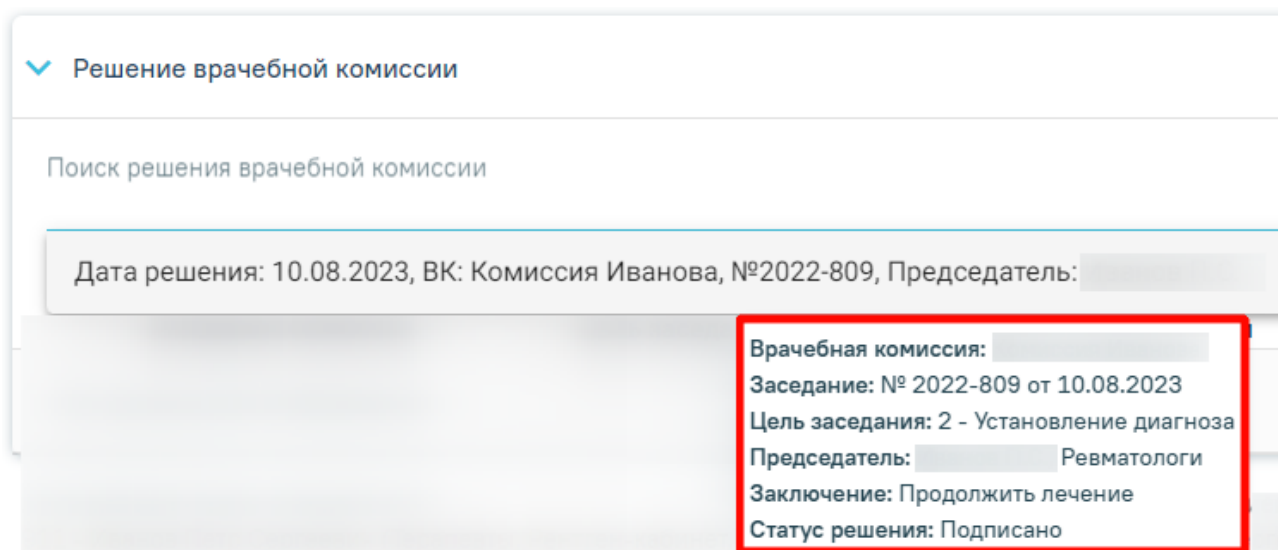 Решение врачебной комиссии
Поиск решения врачебной комиссии
Дата решения: 10.08.2023, ВК: Комиссия Иванова, №2022-809, Председатель:
Врачебная комиссия:
Заседание: № 2022-809 от 10.08.2023
Цель заседания: 2 - Установление диагноза
Председатель: Ревматологи
Заключение: Продолжить лечение
Статус решения: Подписано